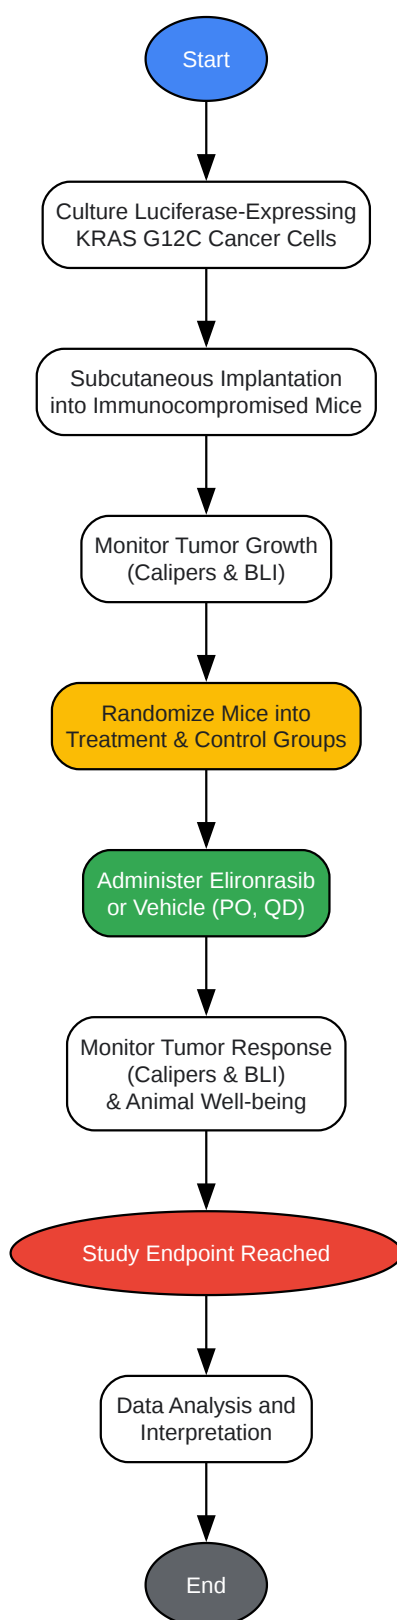 Start
Culture Luciferase-Expressing
KRAS G12C Cancer Cells
Subcutaneous Implantation
into Immunocompromised Mice
Monitor Tumor Growth
(Calipers & BLI)
Randomize Mice into
Treatment & Control Groups
Administer Elironrasib
or Vehicle (PO, QD)
Monitor Tumor Response
(Calipers & BLI)
& Animal Well-being
Study Endpoint Reached
Data Analysis and
Interpretation
End